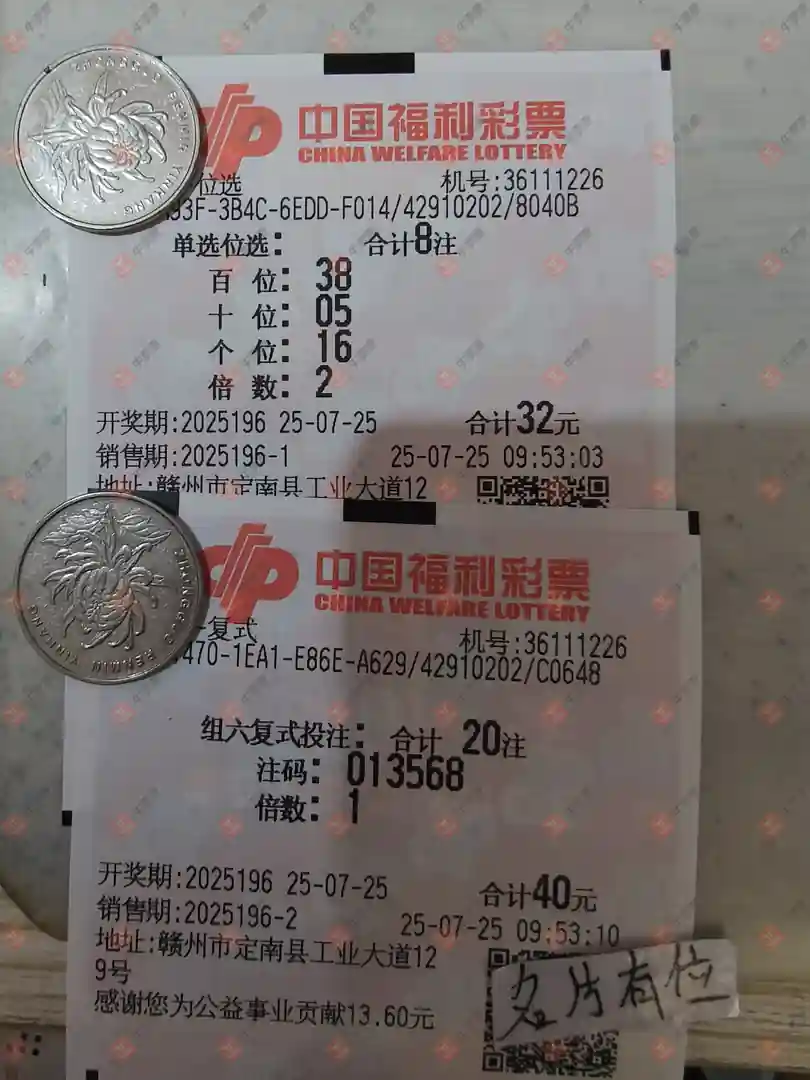 中国福利彩票
CHINA WELFARE LOTTERY
位选 机号:36111226
93F-3B4C-6EDD-F014/42910202/8040B
单选位选: 合计8注
百 位: 38
十 位: 05
个 位: 16
倍 数: 2
开奖期:2025196 25-07-25 合计32元
销售期:2025196-1 25-07-25 09:53:03
地址:赣州市定南县工业大道12
中国福利彩票
CHINA WELFARE LOTTERY
-复式 机号:36111226
470-1EA1-E86E-A629/42910202/C0648
组六复式投注: 合计 20注
注码: 013568
倍数: 1
开奖期:2025196 25-07-25 合计40元
销售期:2025196-2 25-07-25 09:53:10
地址:赣州市定南县工业大道12
9号
感谢您为公益事业贡献13.60元
名片有位
ZHONGGUO RENMIN YINHANG
ZHONGGUO RENMIN YINHANG